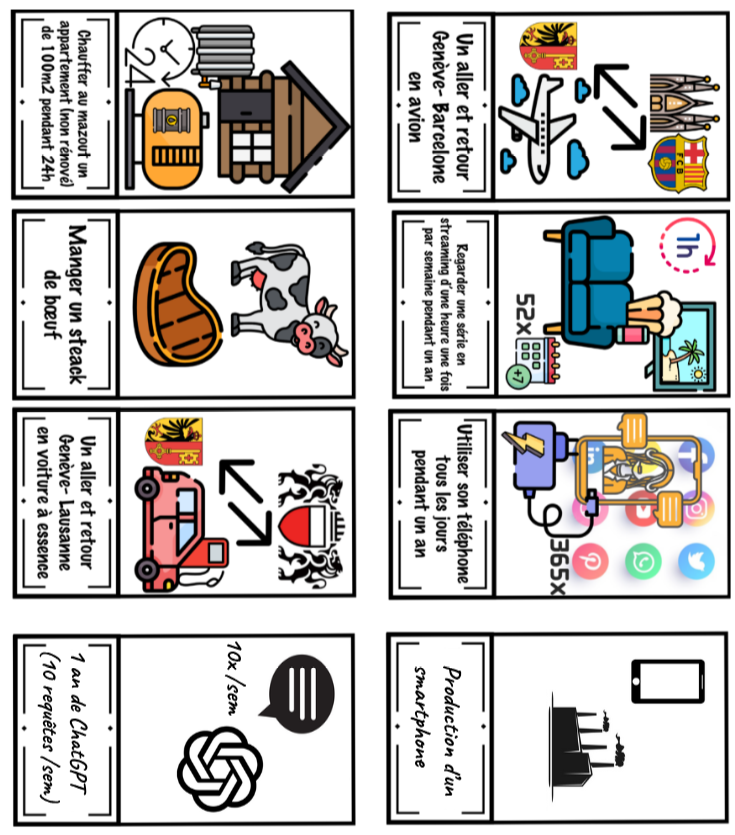 Un aller et retour
Genève- Barcelone
en avion
FCB
Regarder une série en
streaming d'une heure une fois
par semaine pendant un an
1h
52x
+7
Utiliser son téléphone
tous les jours
pendant un an
365x
Production d'un
smartphone
Chauffer au mazout un
appartement (non rénové)
de 100m2 pendant 24h
24
Manger un steack
de bœuf
Un aller et retour
Genève- Lausanne
en voiture à essence
1 an de ChatGPT
(10 requêtes /sem)
10x /sem